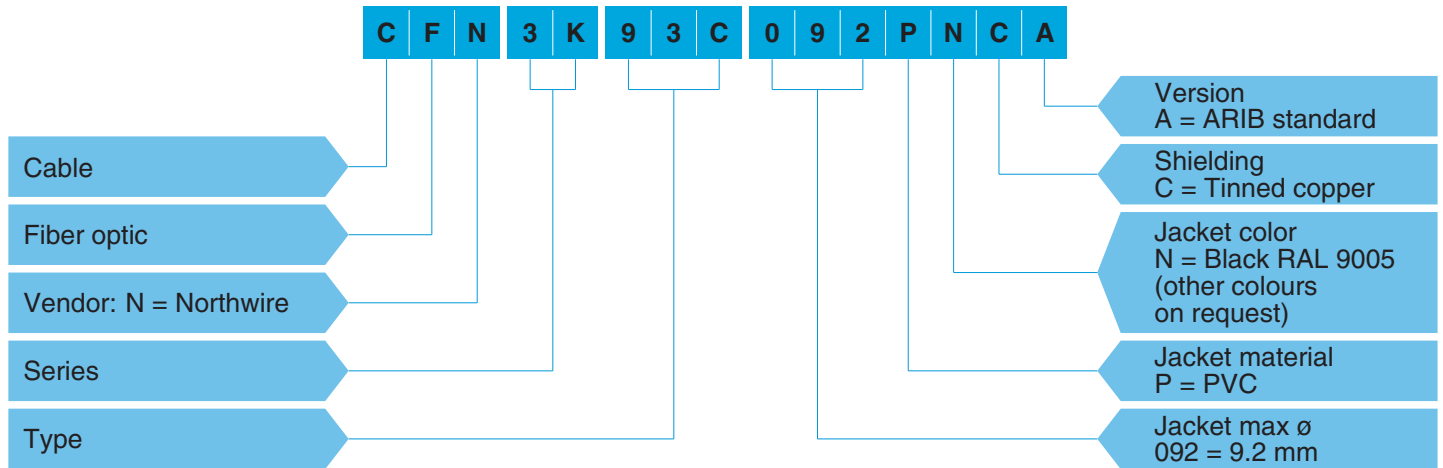 C F N 3 K 9 3 C 0 9 2 P N C A
Cable
Fiber optic
Vendor: N = Northwire
Series
Type
Version
A = ARIB standard
Shielding
C = Tinned copper
Jacket color
N = Black RAL 9005
(other colours
on request)
Jacket material
P = PVC
Jacket max ø
092 = 9.2 mm